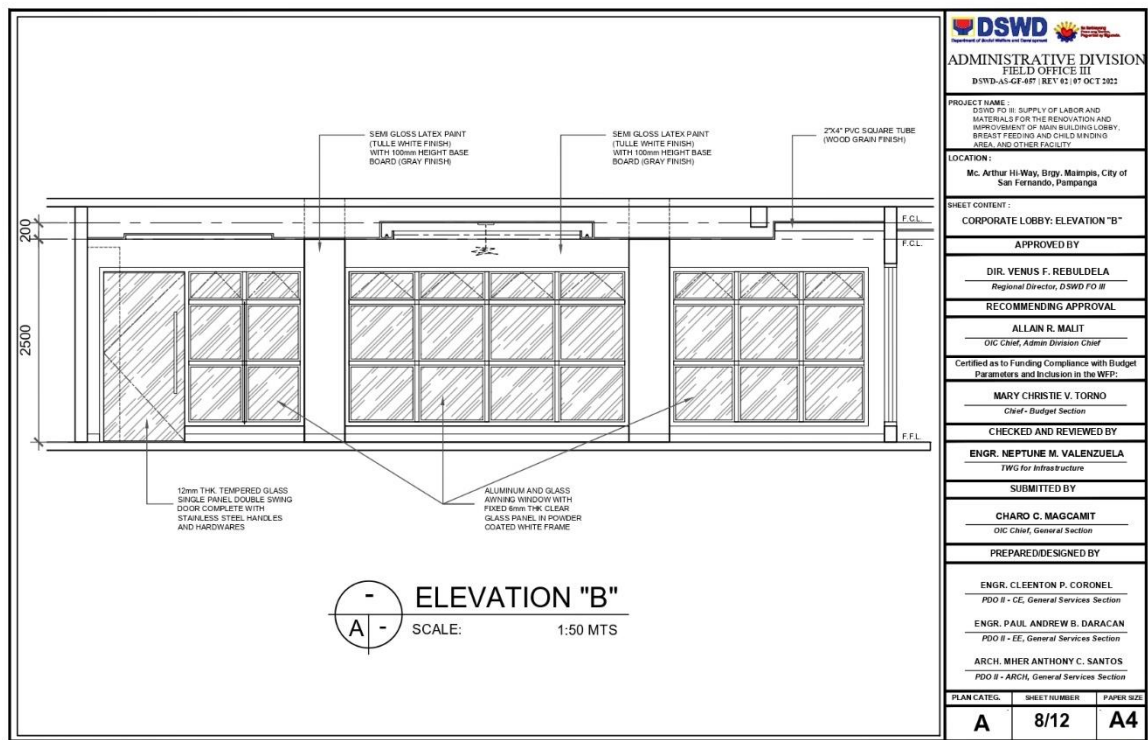 SEMI GLOSS LATEX PAINT
(TULLE WHITE FINISH)
WITH 100mm HEIGHT BASE
BOARD (GRAY FINISH)
SEMI GLOSS LATEX PAINT
(TULLE WHITE FINISH)
WITH 100mm HEIGHT BASE
BOARD (GRAY FINISH)
2"X4" PVC SQUARE TUBE
(WOOD GRAIN FINISH)
200
F.C.L.
F.C.L.
2500
F.F.L.
12mm THK. TEMPERED GLASS
SINGLE PANEL DOUBLE SWING
DOOR COMPLETE WITH
STAINLESS STEEL HANDLES
AND HARDWARES
ALUMINUM AND GLASS
AWNING WINDOW WITH
FIXED 6mm THK CLEAR
GLASS PANEL IN POWDER
COATED WHITE FRAME
-
A -
ELEVATION "B"
SCALE: 1:50 MTS
DSWD
Department of Social Welfare and Development
ADMINISTRATIVE DIVISION
FIELD OFFICE III
DSWD-AS-GF-057 | REV 02 | 07 OCT 2022
PROJECT NAME :
DSWD FO III: SUPPLY OF LABOR AND
MATERIALS FOR THE RENOVATION AND
IMPROVEMENT OF MAIN BUILDING LOBBY,
BREAST FEEDING AND CHILD MINDING
AREA, AND OTHER FACILITY
LOCATION :
Mc. Arthur Hi-Way, Brgy. Maimpis, City of
San Fernando, Pampanga
SHEET CONTENT :
CORPORATE LOBBY: ELEVATION "B"
APPROVED BY
DIR. VENUS F. REBULDELA
Regional Director, DSWD FO III
RECOMMENDING APPROVAL
ALLAIN R. MALIT
OIC Chief, Admin Division Chief
Certified as to Funding Compliance with Budget
Parameters and Inclusion in the WFP:
MARY CHRISTIE V. TORNO
Chief - Budget Section
CHECKED AND REVIEWED BY
ENGR. NEPTUNE M. VALENZUELA
TWG for Infrastructure
SUBMITTED BY
CHARO C. MAGCAMIT
OIC Chief, General Section
PREPARED/DESIGNED BY
ENGR. CLEENTON P. CORONEL
PDO II - CE, General Services Section
ENGR. PAUL ANDREW B. DARACAN
PDO II - EE, General Services Section
ARCH. MHER ANTHONY C. SANTOS
PDO II - ARCH, General Services Section
PLAN CATEG. SHEET NUMBER PAPER SIZE
A 8/12 A4